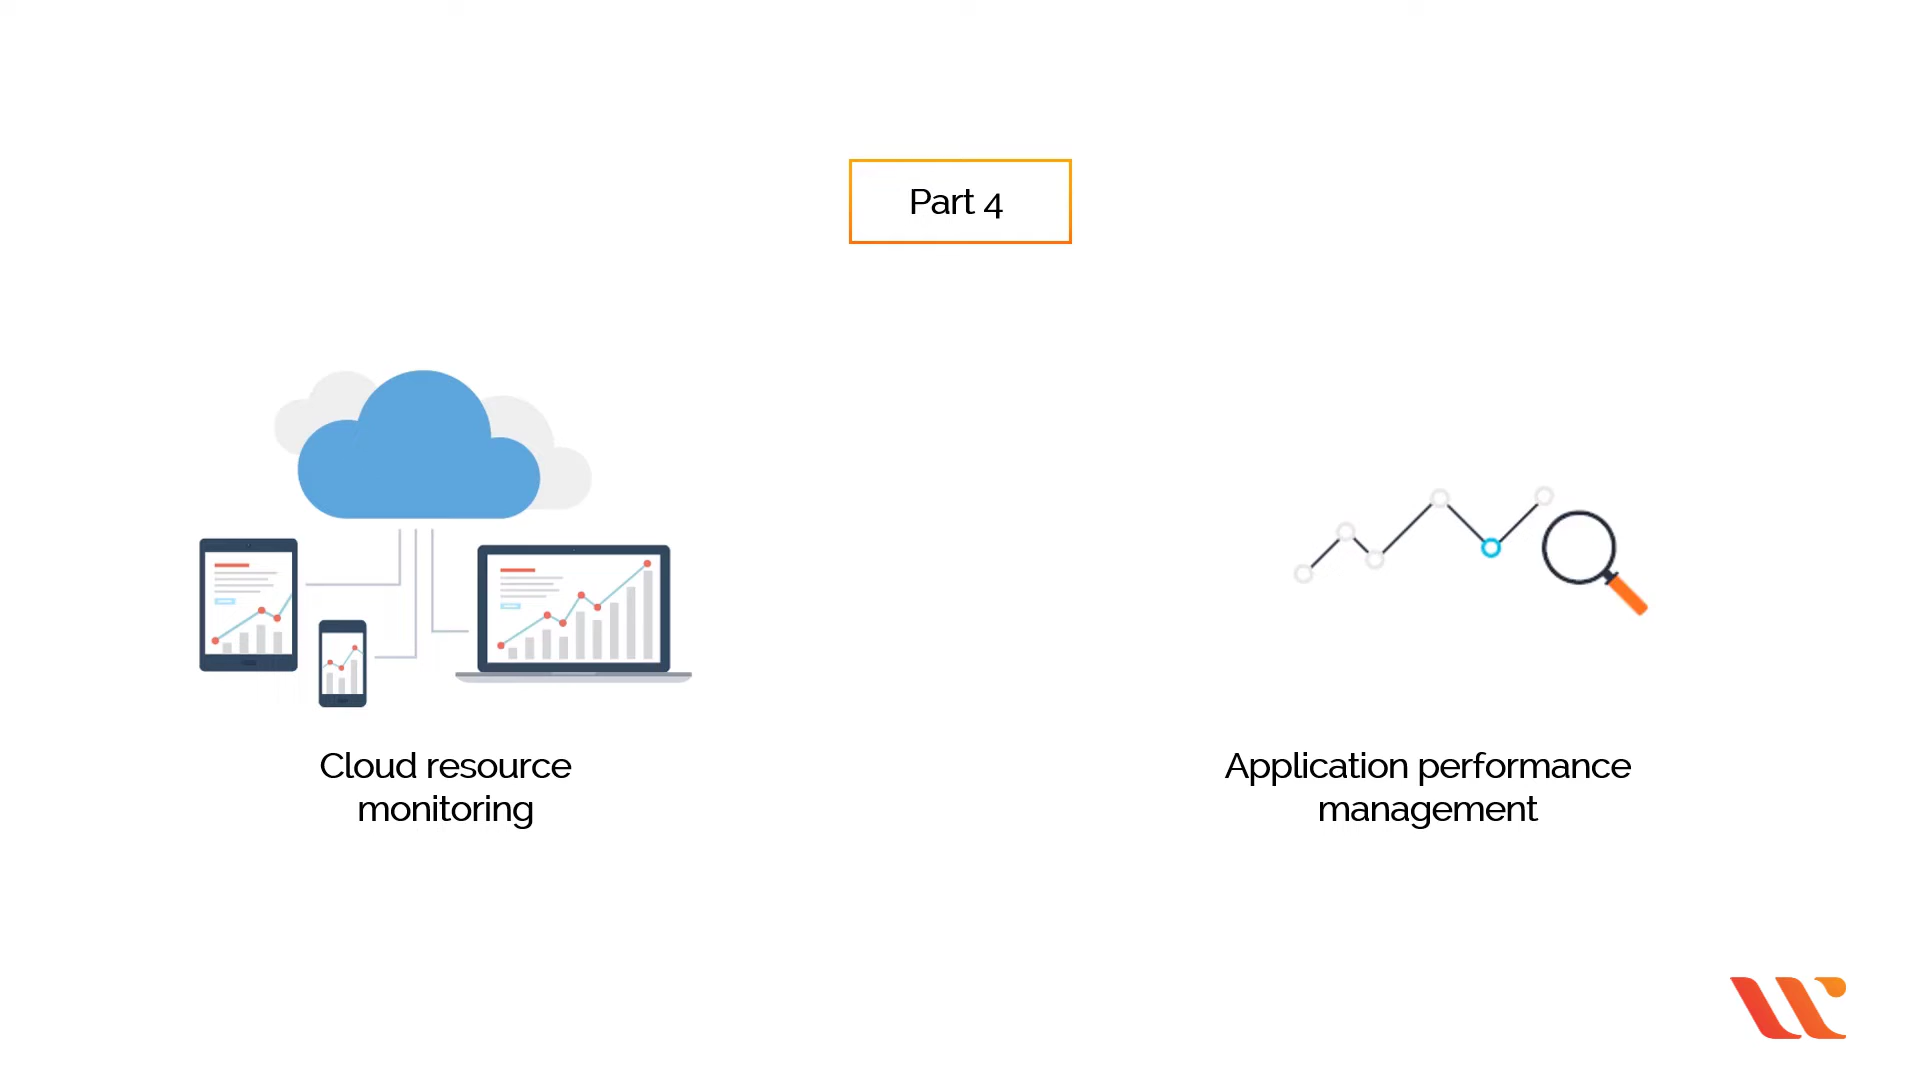 Part 4
Cloud resource
monitoring
Application performance
management